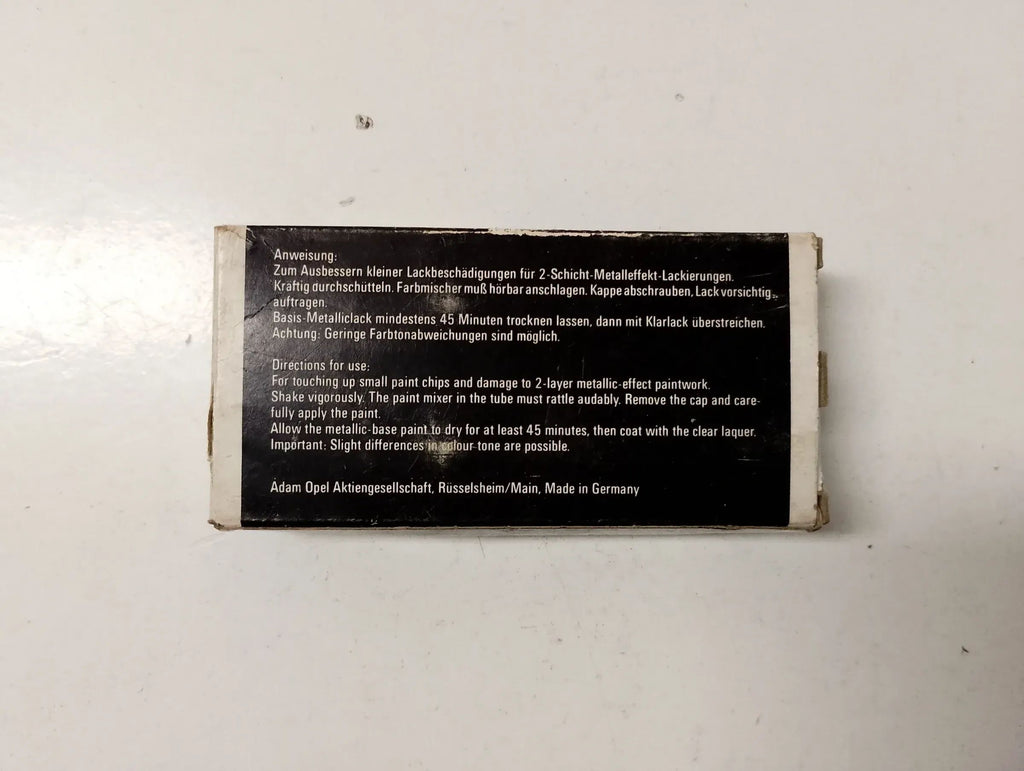 Anweisung:
Zum Ausbessern kleiner Lackbeschädigungen für 2-Schicht-Metalleffekt-Lackierungen.
Kräftig durchschütteln. Farbmischer muß hörbar anschlagen. Kappe abschrauben, Lack vorsichtig
auftragen.
Basis-Metalliclack mindestens 45 Minuten trocknen lassen, dann mit Klarlack überstreichen.
Achtung: Geringe Farbtonabweichungen sind möglich.
Directions for use:
For touching up small paint chips and damage to 2-layer metallic-effect paintwork.
Shake vigorously. The paint mixer in the tube must rattle audably. Remove the cap and care-
fully apply the paint.
Allow the metallic-base paint to dry for at least 45 minutes, then coat with the clear laquer.
Important: Slight differences in colour tone are possible.
Adam Opel Aktiengesellschaft, Rüsselsheim/Main, Made in Germany